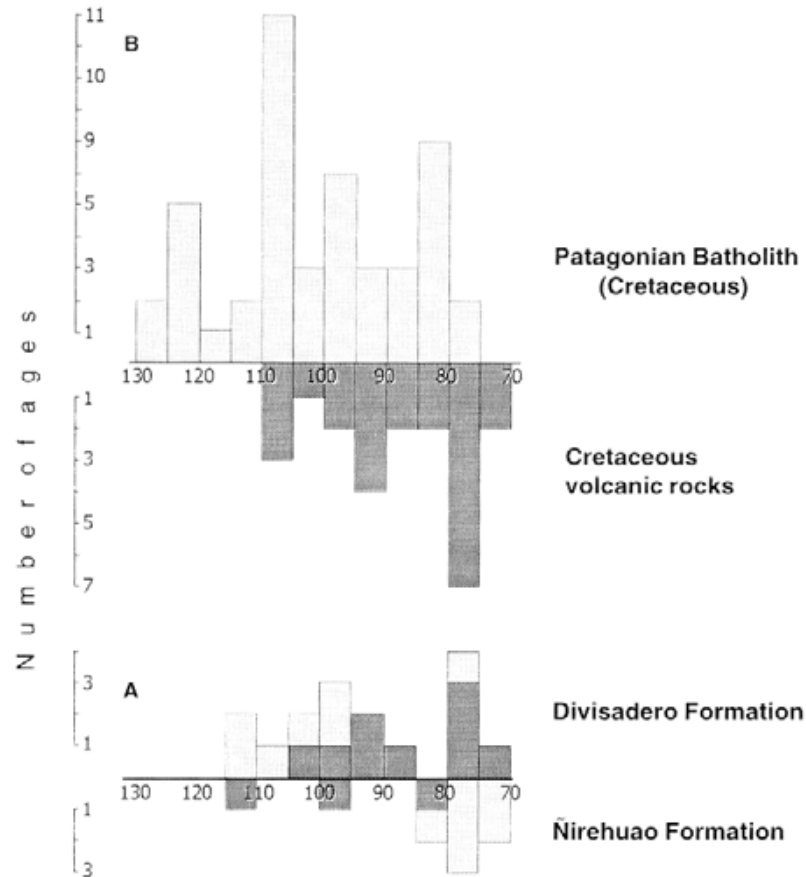 B
11
10
9
5
3
1
130 120 110 100 90 80 70
1
3
5
7
Number of ages
Patagonian Batholith
(Cretaceous)
Cretaceous
volcanic rocks
A
3
1
130 120 110 100 90 80 70
1
3
Divisadero Formation
Ñirehuao Formation